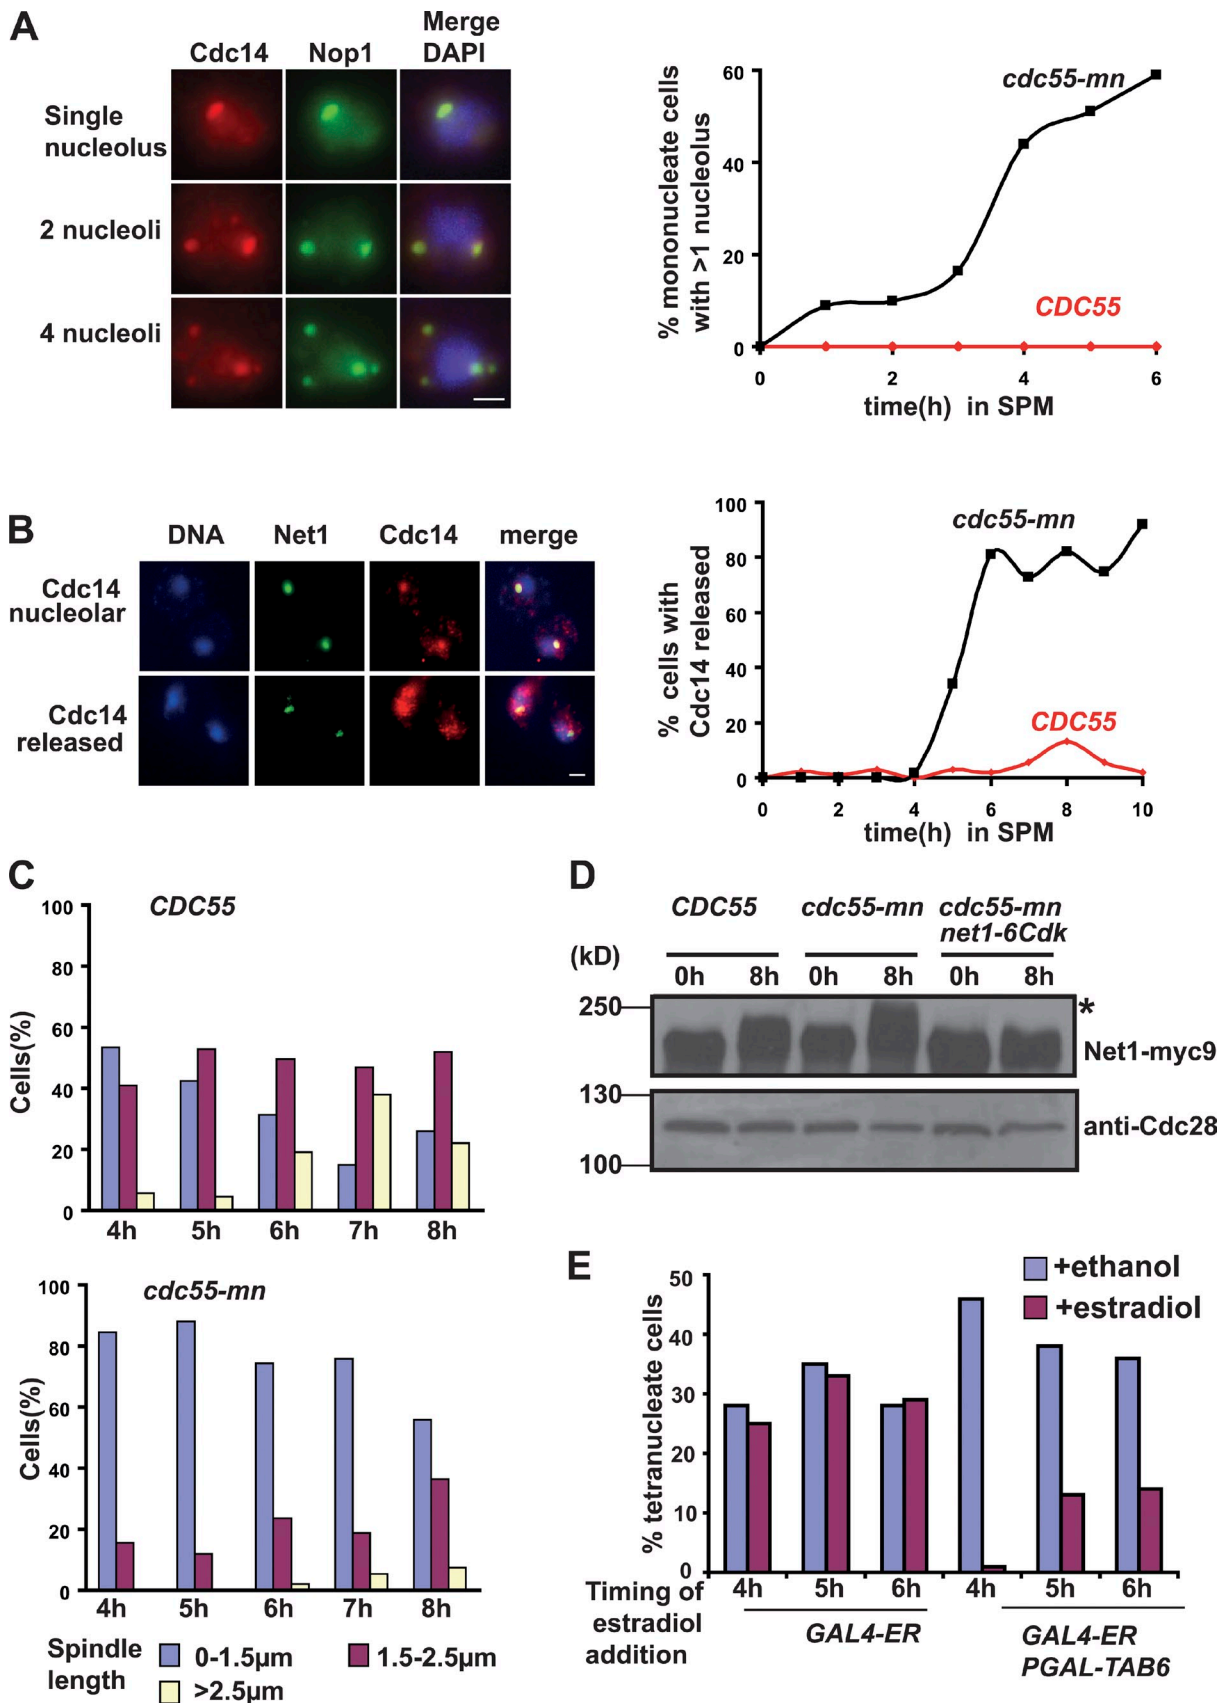 A
Cdc14
Nop1
Merge
DAPI
Single
nucleolus
2 nucleoli
4 nucleoli
% mononucleate cells
with >1 nucleolus
60
40
20
0
cdc55-mn
CDC55
0
2
4
6
time(h) in SPM
B
DNA
Net1
Cdc14
merge
Cdc14
nucleolar
Cdc14
released
% cells with
Cdc14 released
100
80
60
40
20
0
cdc55-mn
CDC55
0
2
4
6
8
10
time(h) in SPM
C
CDC55
Cells(%)
100
80
60
40
20
0
4h
5h
6h
7h
8h
cdc55-mn
Cells(%)
100
80
60
40
20
0
4h
5h
6h
7h
8h
Spindle
length
0-1.5µm
1.5-2.5µm
>2.5µm
D
CDC55
cdc55-mn
cdc55-mn
net1-6Cdk
(kD)
0h
8h
0h
8h
0h
8h
250
*
Net1-myc9
130
anti-Cdc28
100
E
+ethanol
+estradiol
% tetranucleate cells
50
40
30
20
10
0
Timing of
estradiol
addition
4h
5h
6h
4h
5h
6h
GAL4-ER
GAL4-ER
PGAL-TAB6